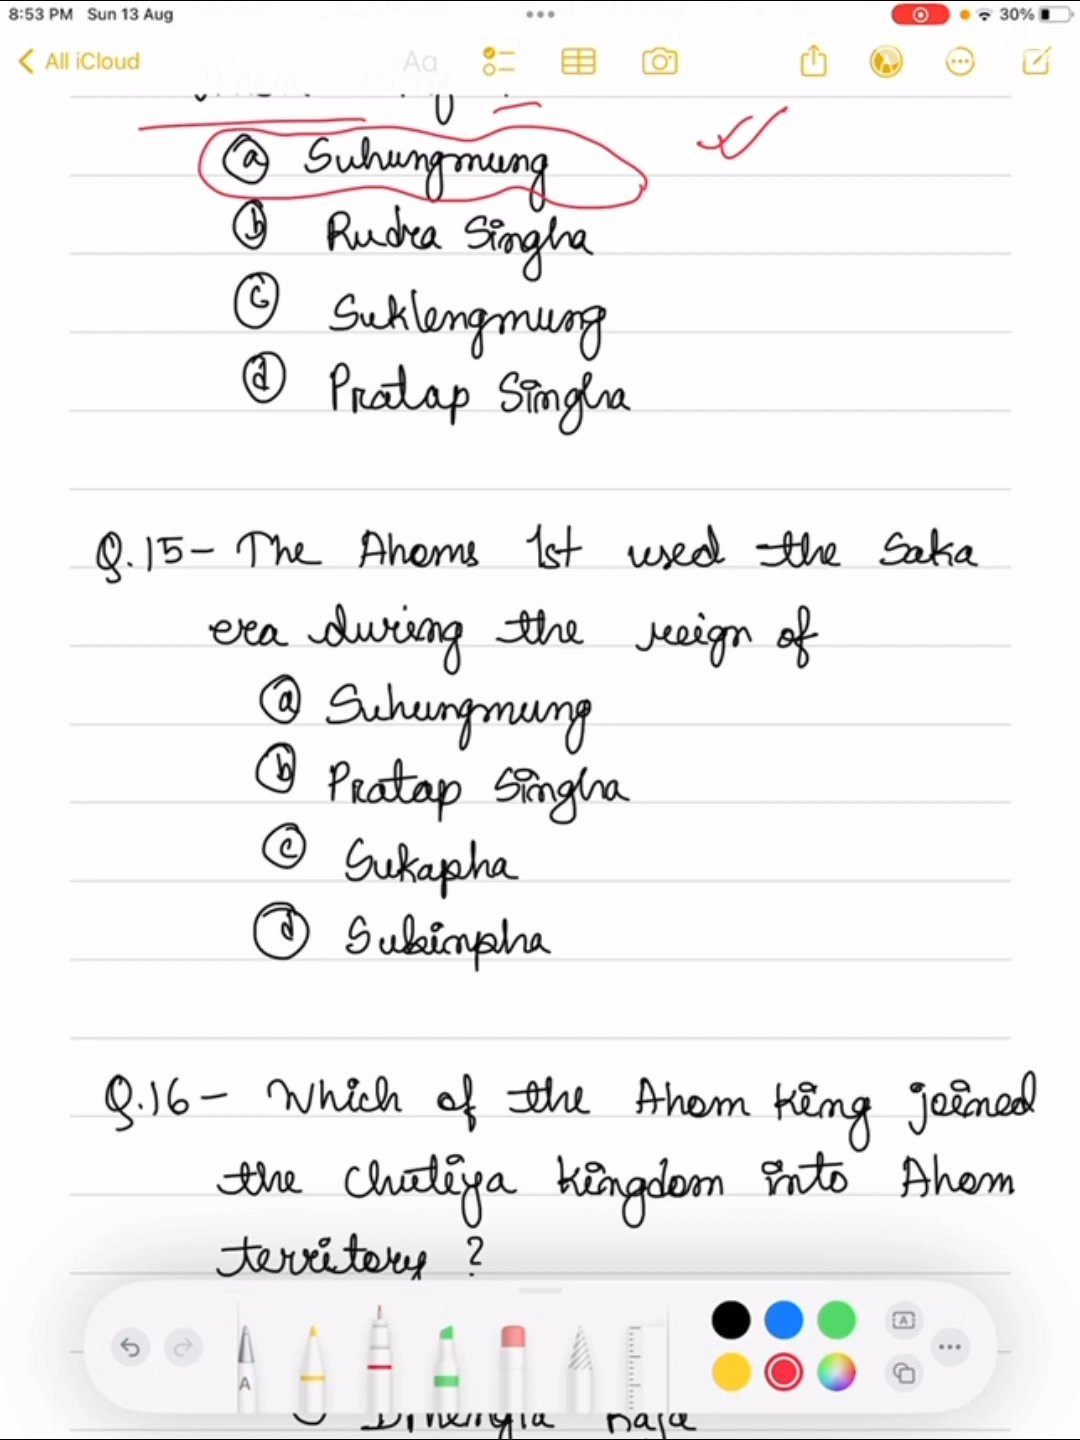 8:53 PM Sun 13 Aug
30%
All iCloud
Aa
a Suhungmung
b Rudra Singha
c Suklengmung
d Pratap Singha
Q.15- The Ahoms 1st used the Saka
era during the reign of
a Suhungmung
b Pratap Singha
c Sukapha
d Subinpha
Q.16- Which of the Ahom King joined
the Chutiya Kingdom into Ahom
territory ?
A
A
Raja